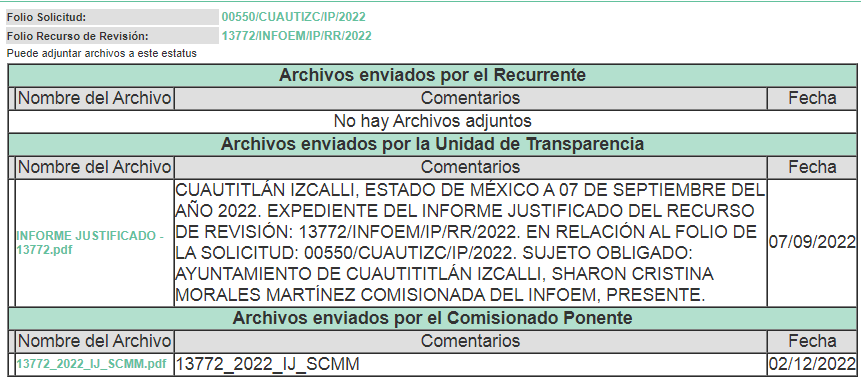 Folio Solicitud: 00550/CUAUTIZC/IP/2022
Folio Recurso de Revisión: 13772/INFOEM/IP/RR/2022
Puede adjuntar archivos a este estatus
Archivos enviados por el Recurrente
Nombre del Archivo Comentarios Fecha
No hay Archivos adjuntos
Archivos enviados por la Unidad de Transparencia
Nombre del Archivo Comentarios Fecha
INFORME JUSTIFICADO -
13772.pdf
CUAUTITLÁN IZCALLI, ESTADO DE MÉXICO A 07 DE SEPTIEMBRE DEL
AÑO 2022. EXPEDIENTE DEL INFORME JUSTIFICADO DEL RECURSO
DE REVISIÓN: 13772/INFOEM/IP/RR/2022. EN RELACIÓN AL FOLIO DE
LA SOLICITUD: 00550/CUAUTIZC/IP/2022. SUJETO OBLIGADO:
AYUNTAMIENTO DE CUAUTITITLÁN IZCALLI, SHARON CRISTINA
MORALES MARTÍNEZ COMISIONADA DEL INFOEM, PRESENTE.
07/09/2022
Archivos enviados por el Comisionado Ponente
Nombre del Archivo Comentarios Fecha
13772_2022_IJ_SCMM.pdf 13772_2022_IJ_SCMM 02/12/2022